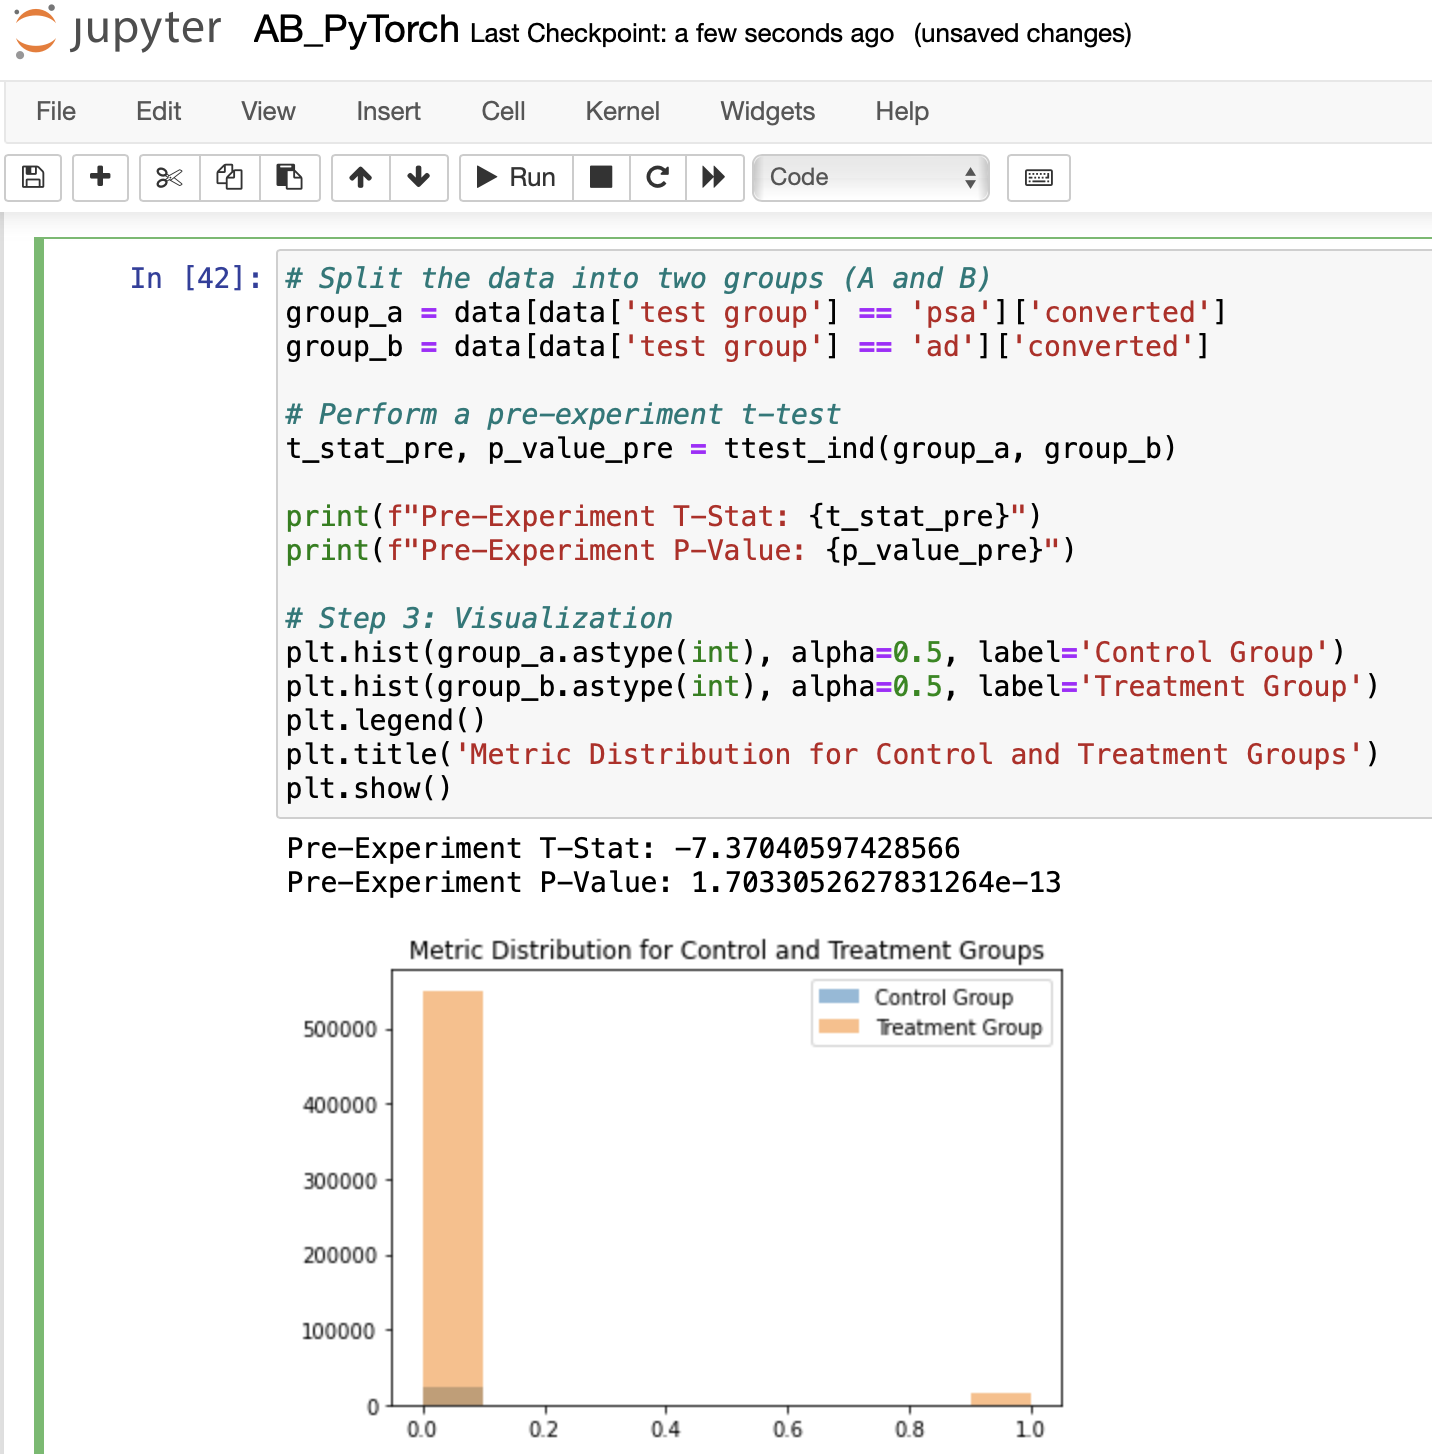 jupyter AB_PyTorch Last Checkpoint: a few seconds ago (unsaved changes)
File Edit View Insert Cell Kernel Widgets Help
Run Code
In [42]: # Split the data into two groups (A and B)
group_a = data[data['test group'] == 'psa']['converted']
group_b = data[data['test group'] == 'ad']['converted']
# Perform a pre-experiment t-test
t_stat_pre, p_value_pre = ttest_ind(group_a, group_b)
print(f"Pre-Experiment T-Stat: {t_stat_pre}")
print(f"Pre-Experiment P-Value: {p_value_pre}")
# Step 3: Visualization
plt.hist(group_a.astype(int), alpha=0.5, label='Control Group')
plt.hist(group_b.astype(int), alpha=0.5, label='Treatment Group')
plt.legend()
plt.title('Metric Distribution for Control and Treatment Groups')
plt.show()
Pre-Experiment T-Stat: -7.37040597428566
Pre-Experiment P-Value: 1.7033052627831264e-13
Metric Distribution for Control and Treatment Groups
Control Group
Treatment Group
500000
400000
300000
200000
100000
0
0.0 0.2 0.4 0.6 0.8 1.0